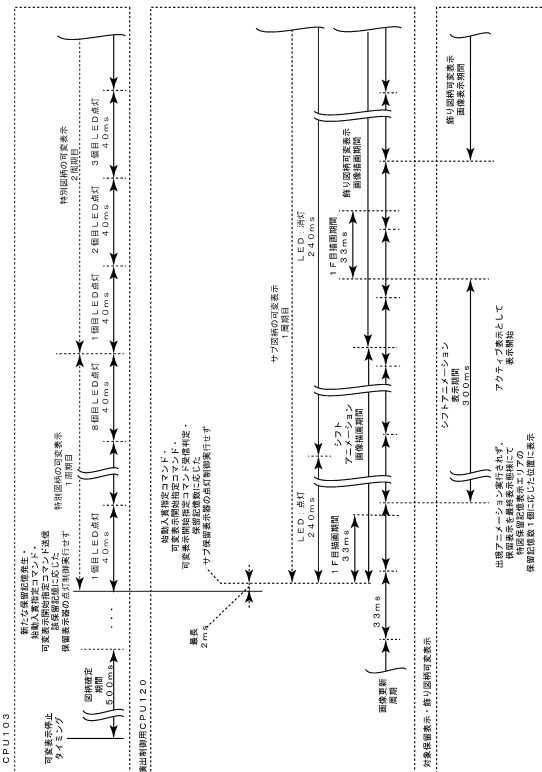 CPU103
可変表示停止
タイミング
図柄確定
期間
500ms
・・・
新たな保留記憶発生・
始動入賞指定コマンド・
可変表示開始指定コマンド送信
該保留記憶に応じた
保留表示器の点灯制御実行せず
1個目LED点灯
40ms
特別図柄の可変表示
1周期目
8個目LED点灯
40ms
1個目LED点灯
40ms
2個目LED点灯
40ms
3個目LED点灯
40ms
特別図柄の可変表示
2周期目
演出制御用CPU120
最長
2ms
始動入賞指定コマンド・
可変表示開始指定コマンド・
可変表示開始指定コマンド受信判定・
保留記憶数に応じた
サブ保留表示器の点灯制御実行せず
サブ図柄の可変表示
1周期目
LED:点灯
240ms
LED:消灯
240ms
1F目描画期間
33ms
シフト
アニメーション
画像描画期間
1F目描画期間
33ms
飾り図柄可変表示
画像描画期間
画像更新
周期
33ms
対象保留表示・飾り図柄可変表示
出現アニメーション実行されず、
保留表示を最終表示態様にて
特図保留記憶表示エリアの
保留記憶数1個に応じた位置に表示
シフトアニメーション
表示期間
300ms
アクティブ表示として
表示開始
飾り図柄可変表示
画像表示期間